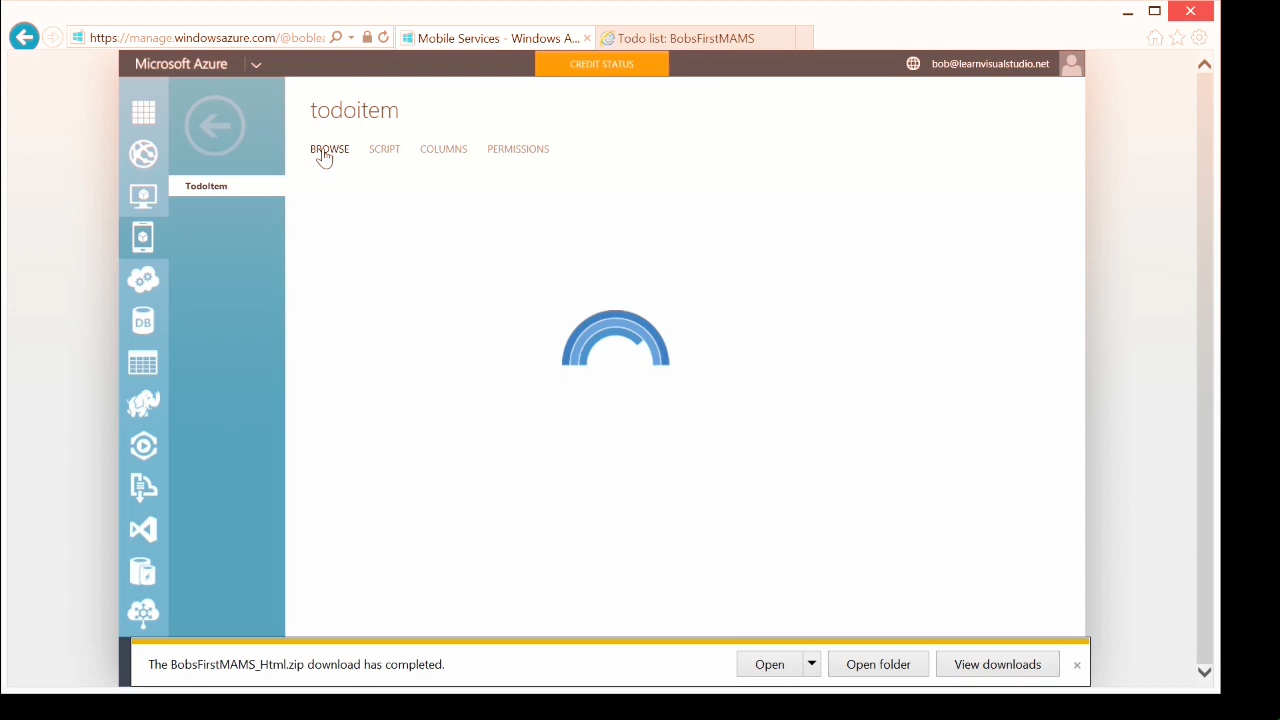 https://manage.windowsazure.com/@boble
Mobile Services - Windows A...
Todo list: BobsFirstMAMS
Microsoft Azure
CREDIT STATUS
bob@learnvisualstudio.net
todoitem
BROWSE SCRIPT COLUMNS PERMISSIONS
TodoItem
DB
The BobsFirstMAMS_Html.zip download has completed.
Open
Open folder
View downloads